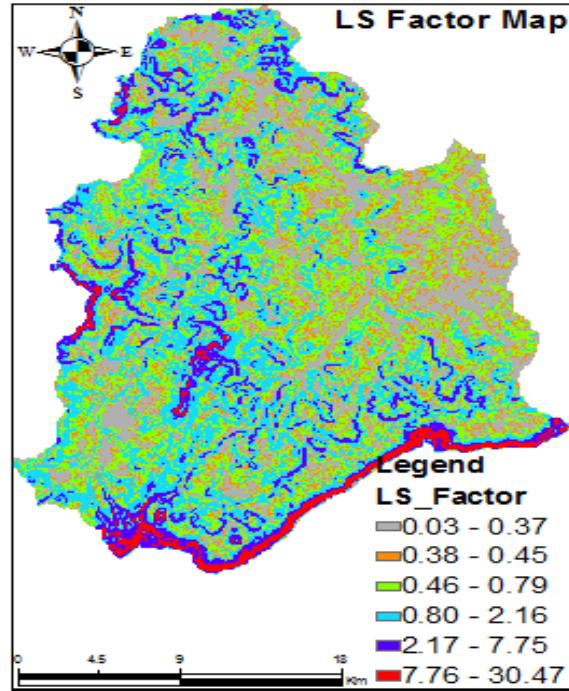 LS Factor Map
N
W E
S
Legend
LS_Factor
0.03 - 0.37
0.38 - 0.45
0.46 - 0.79
0.80 - 2.16
2.17 - 7.75
7.76 - 30.47
0 4.5 9 18
Km